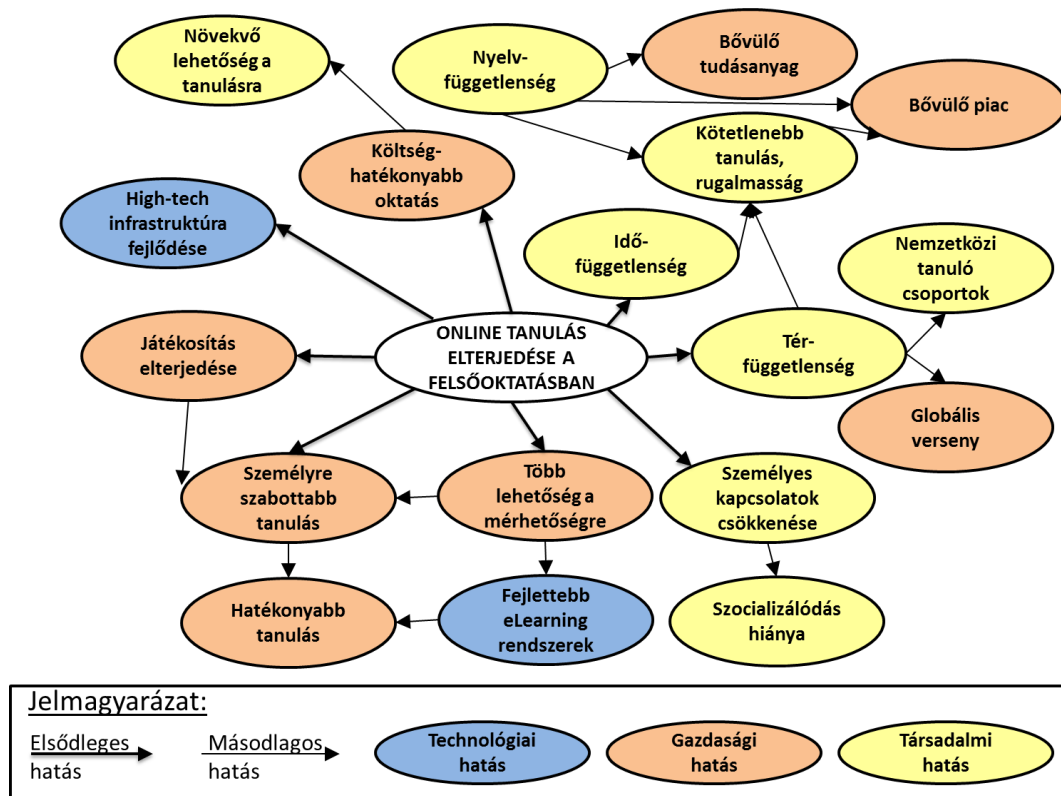 Növekvő
lehetőség a
tanulásra
Nyelv-
függetlenség
Bővülő
tudásanyag
Bővülő piac
Költség-
hatékonyabb
oktatás
Kötetlenebb
tanulás,
rugalmasság
High-tech
infrastruktúra
fejlődése
Idő-
függetlenség
Nemzetközi
tanuló
csoportok
ONLINE TANULÁS
ELTERJEDÉSE A
FELSŐOKTATÁSBAN
Játékosítás
elterjedése
Tér-
függetlenség
Globális
verseny
Személyre
szabottabb
tanulás
Több
lehetőség a
mérhetőségre
Személyes
kapcsolatok
csökkenése
Hatékonyabb
tanulás
Fejlettebb
eLearning
rendszerek
Szocializálódás
hiánya
Jelmagyarázat:
Elsődleges
hatás
Másodlagos
hatás
Technológiai
hatás
Gazdasági
hatás
Társadalmi
hatás